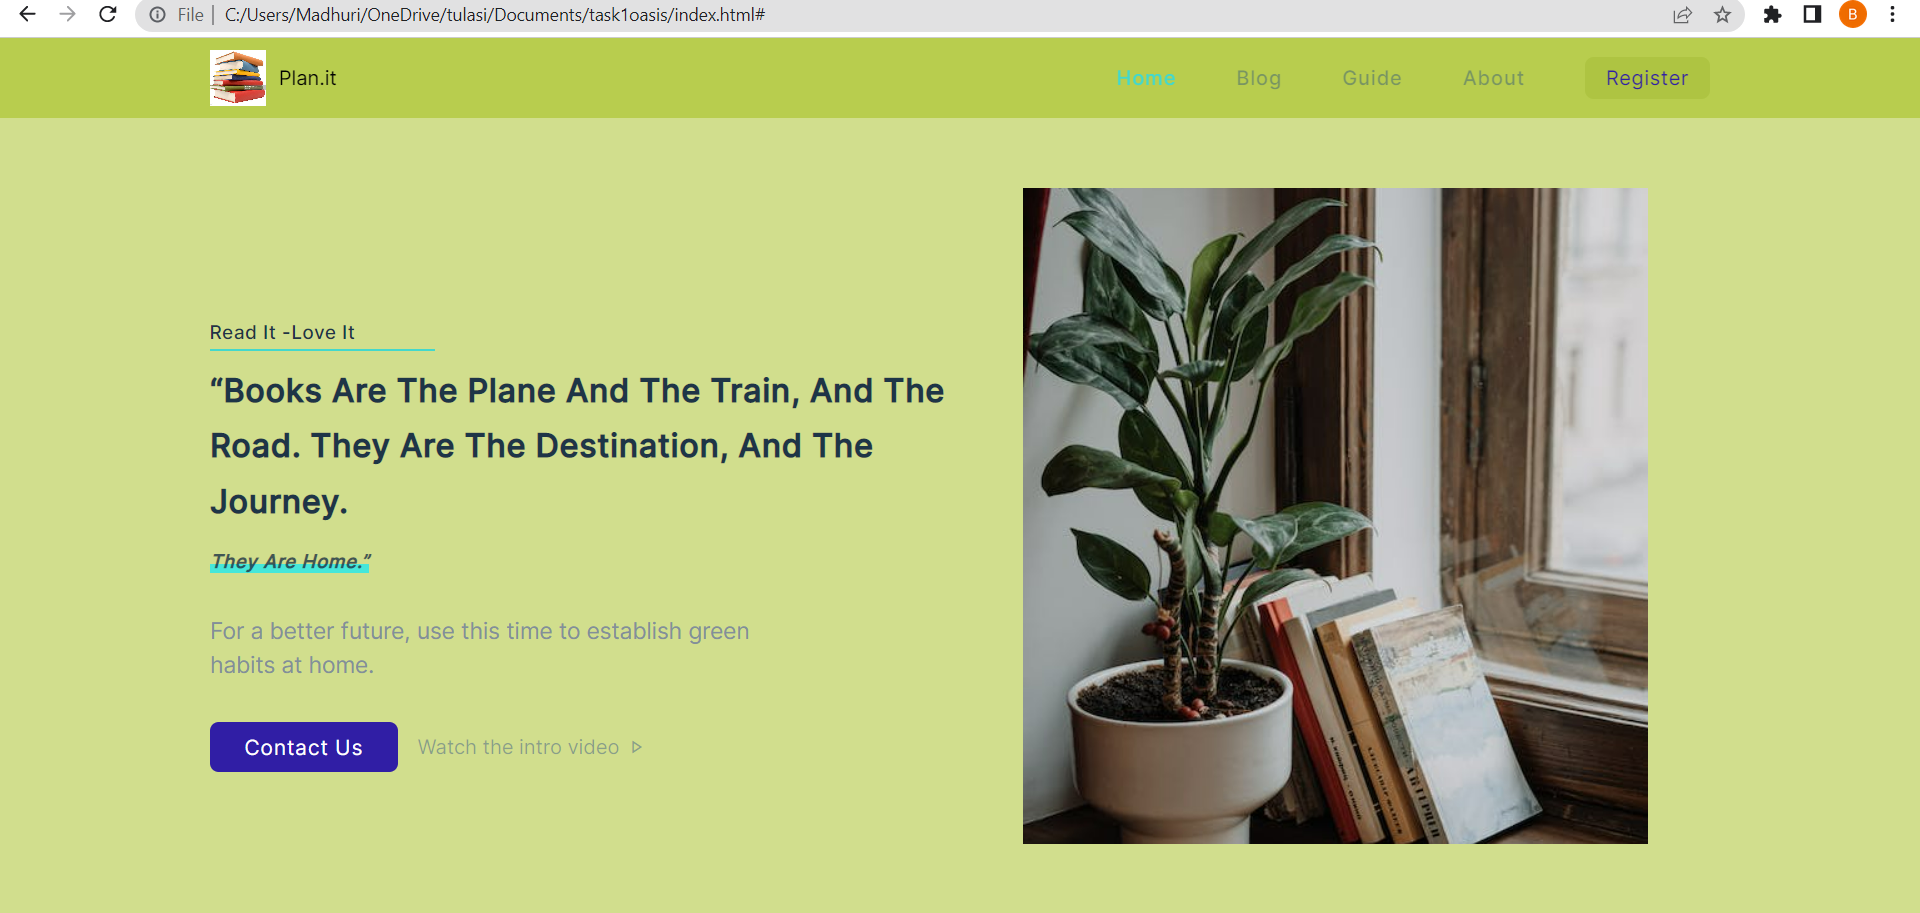 File | C:/Users/Madhuri/OneDrive/tulasi/Documents/task1oasis/index.html#
B
Plan.it
Home Blog Guide About Register
Read It -Love It
“Books Are The Plane And The Train, And The
Road. They Are The Destination, And The
Journey.
They Are Home.”
For a better future, use this time to establish green
habits at home.
Contact Us Watch the intro video